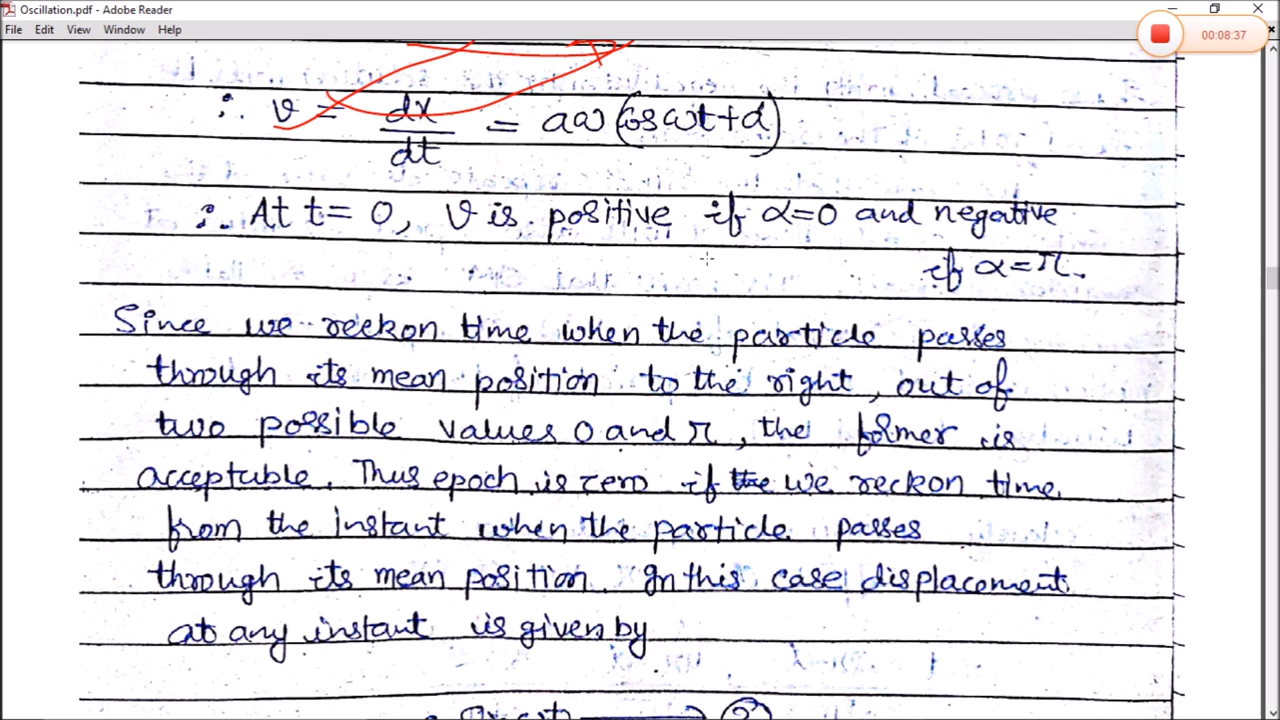 Oscillation.pdf - Adobe Reader
File Edit View Window Help
00:08:37
∴ v = dx/dt = aω(cosωt+α)
∴ At t = 0, v is positive if α=0 and negative
if α=π.
Since we reckon time when the particle passes
through its mean position to the right, out of
two possible values 0 and π, the former is
acceptable. Thus epoch is zero if we reckon time
from the instant when the particle passes
through its mean position. In this case displacement
at any instant is given by